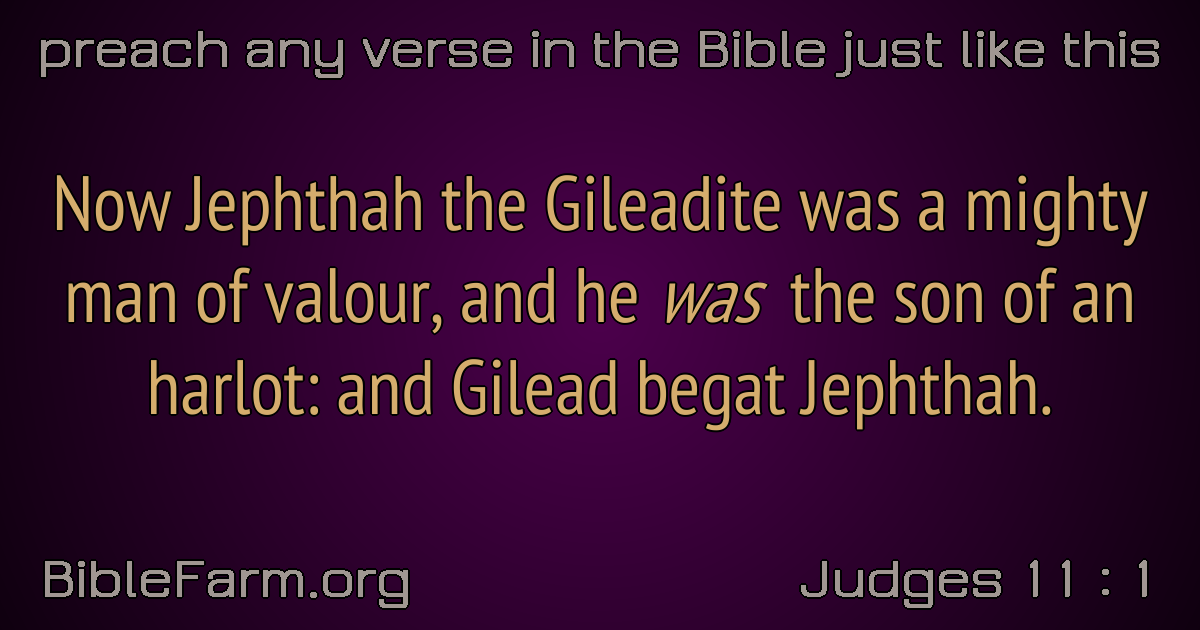 preach any verse in the Bible just like this
Now Jephthah the Gileadite was a mighty
man of valour, and he was the son of an
harlot: and Gilead begat Jephthah.
BibleFarm.org
Judges 11 : 1